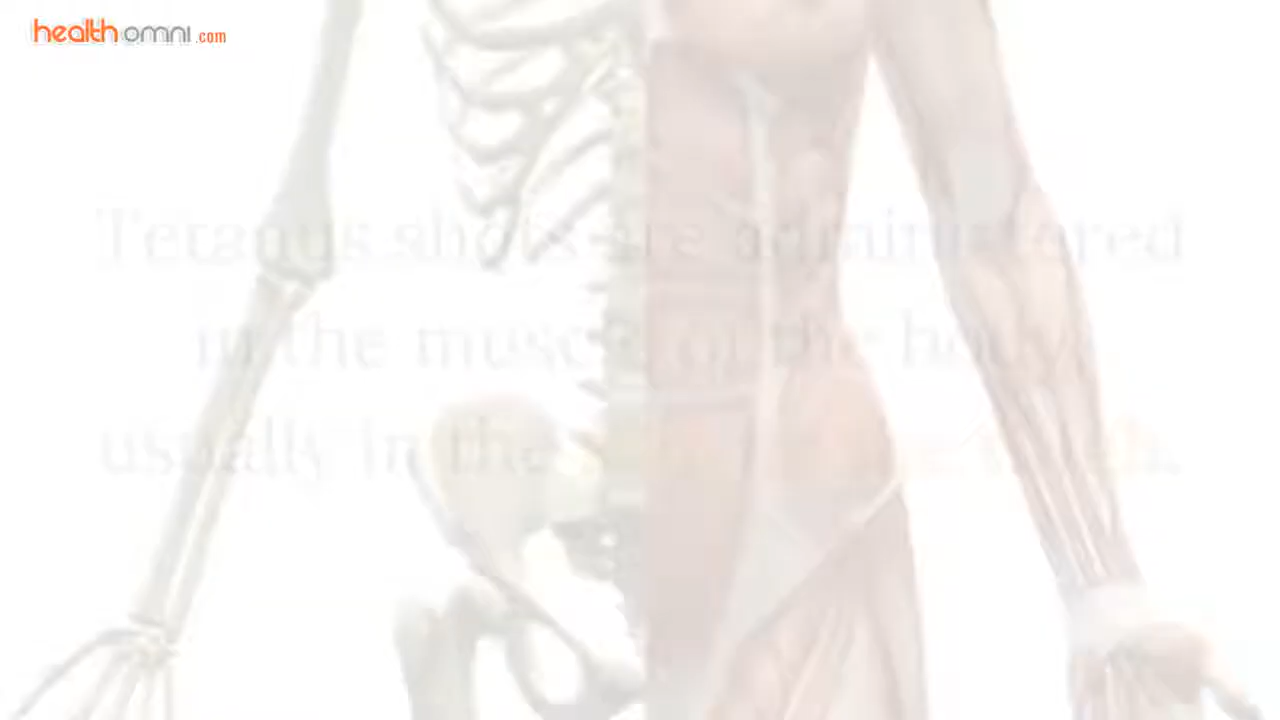 healthomni.com
Tetanus shots are administered
in the muscle of the body,
usually in the